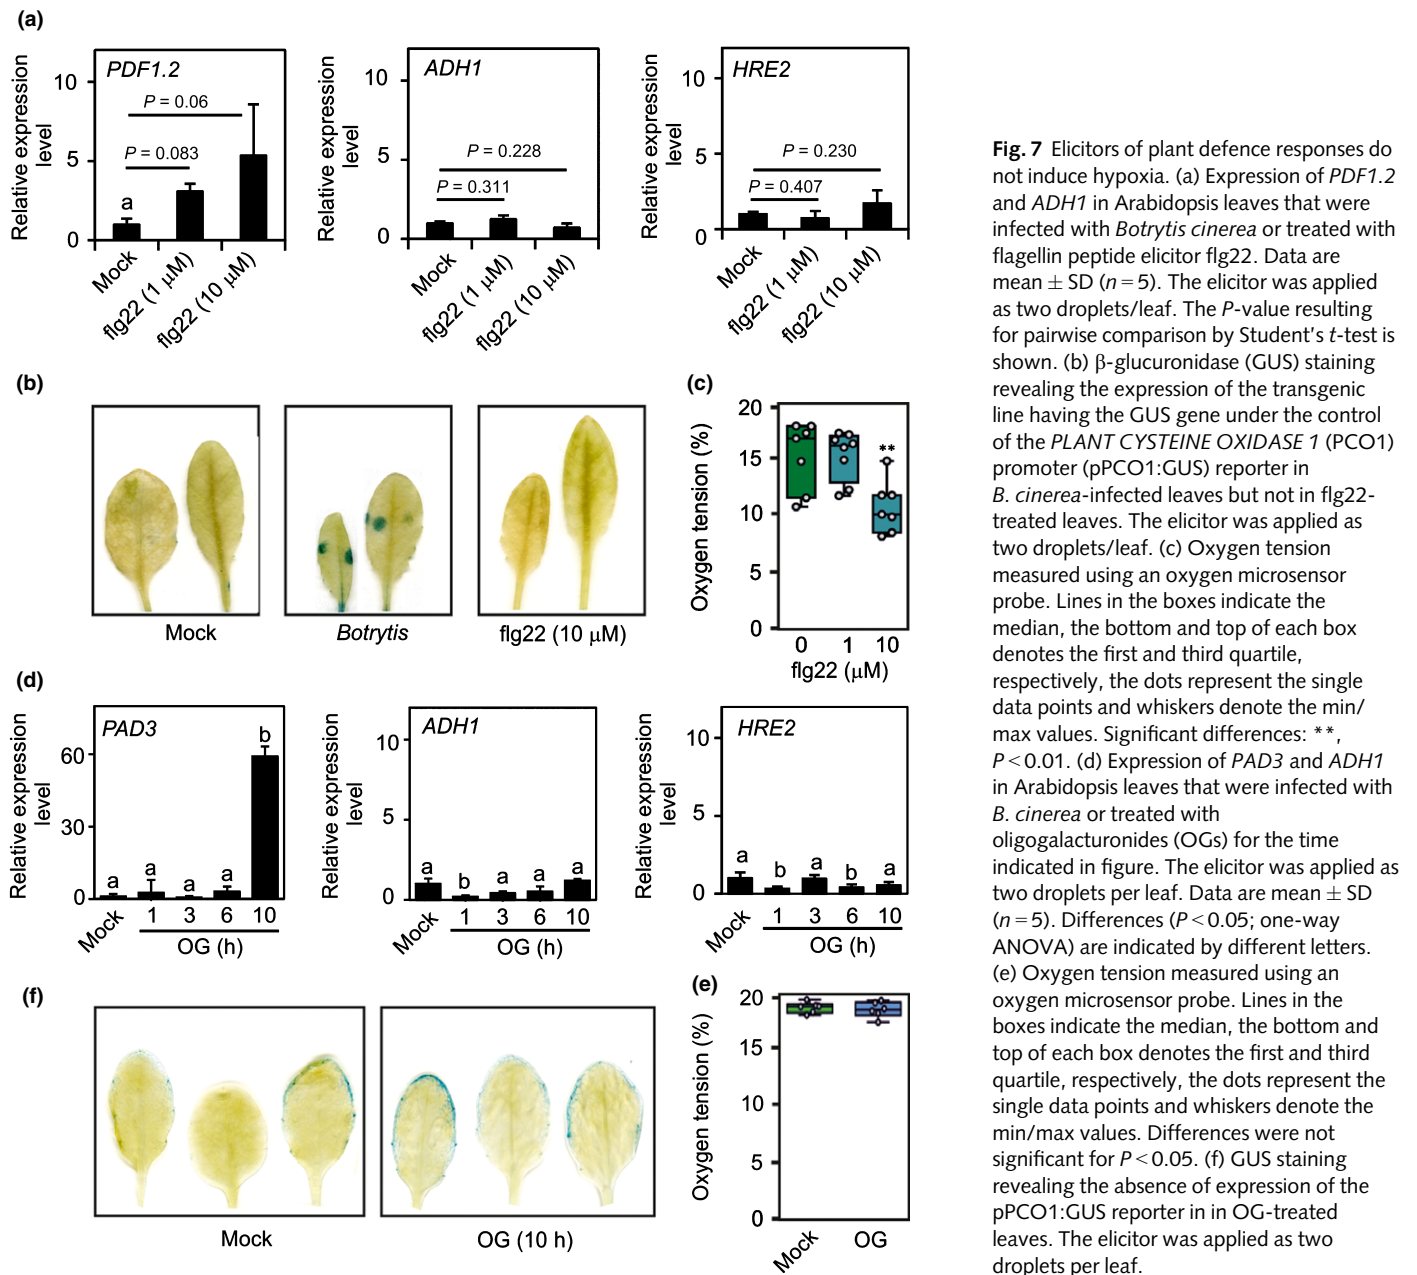 (a)
Relative expression level
10
5
0
PDF1.2
P = 0.06
P = 0.083
a
Mock
flg22 (1 µM)
flg22 (10 µM)
Relative expression level
10
5
0
ADH1
P = 0.228
P = 0.311
Mock
flg22 (1 µM)
flg22 (10 µM)
Relative expression level
10
5
0
HRE2
P = 0.230
P = 0.407
Mock
flg22 (1 µM)
flg22 (10 µM)
(b)
Mock
Botrytis
flg22 (10 µM)
(c)
Oxygen tension (%)
20
15
10
5
0
**
0 1 10
flg22 (µM)
(d)
Relative expression level
60
30
0
PAD3
a a a a b
Mock 1 3 6 10
OG (h)
Relative expression level
10
5
0
ADH1
a b a a a
Mock 1 3 6 10
OG (h)
Relative expression level
10
5
0
HRE2
a b a b a
Mock 1 3 6 10
OG (h)
(f)
Mock
OG (10 h)
(e)
Oxygen tension (%)
20
15
10
5
0
Mock OG
Fig. 7 Elicitors of plant defence responses do
not induce hypoxia. (a) Expression of PDF1.2
and ADH1 in Arabidopsis leaves that were
infected with Botrytis cinerea or treated with
flagellin peptide elicitor flg22. Data are
mean ± SD (n = 5). The elicitor was applied
as two droplets/leaf. The P-value resulting
for pairwise comparison by Student's t-test is
shown. (b) β-glucuronidase (GUS) staining
revealing the expression of the transgenic
line having the GUS gene under the control
of the PLANT CYSTEINE OXIDASE 1 (PCO1)
promoter (pPCO1:GUS) reporter in
B. cinerea-infected leaves but not in flg22-
treated leaves. The elicitor was applied as
two droplets/leaf. (c) Oxygen tension
measured using an oxygen microsensor
probe. Lines in the boxes indicate the
median, the bottom and top of each box
denotes the first and third quartile,
respectively, the dots represent the single
data points and whiskers denote the min/
max values. Significant differences: **,
P < 0.01. (d) Expression of PAD3 and ADH1
in Arabidopsis leaves that were infected with
B. cinerea or treated with
oligogalacturonides (OGs) for the time
indicated in figure. The elicitor was applied as
two droplets per leaf. Data are mean ± SD
(n = 5). Differences (P < 0.05; one-way
ANOVA) are indicated by different letters.
(e) Oxygen tension measured using an
oxygen microsensor probe. Lines in the
boxes indicate the median, the bottom and
top of each box denotes the first and third
quartile, respectively, the dots represent the
single data points and whiskers denote the
min/max values. Differences were not
significant for P < 0.05. (f) GUS staining
revealing the absence of expression of the
pPCO1:GUS reporter in in OG-treated
leaves. The elicitor was applied as two
droplets per leaf.